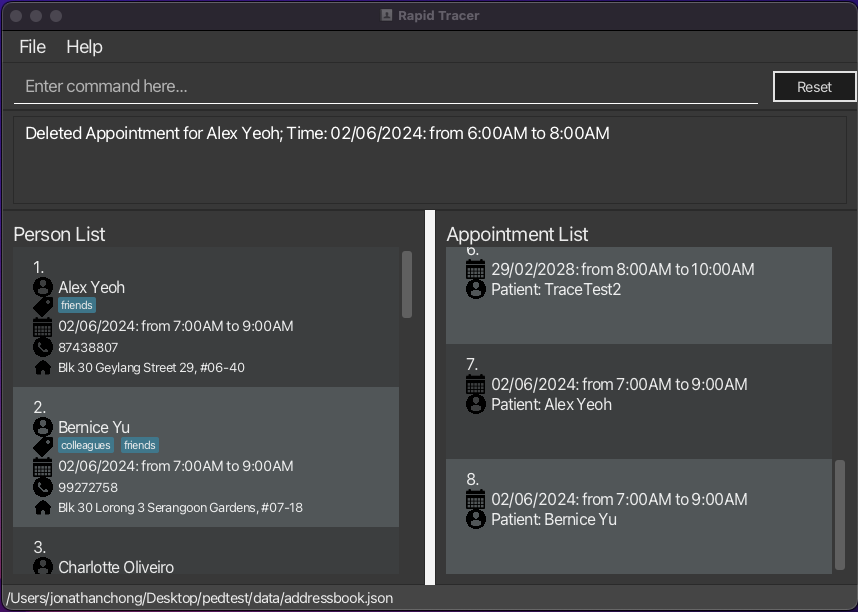 Rapid Tracer
File Help
Enter command here...
Reset
Deleted Appointment for Alex Yeoh; Time: 02/06/2024: from 6:00AM to 8:00AM
Person List
1.
Alex Yeoh
friends
02/06/2024: from 7:00AM to 9:00AM
87438807
Blk 30 Geylang Street 29, #06-40
2.
Bernice Yu
colleagues friends
02/06/2024: from 7:00AM to 9:00AM
99272758
Blk 30 Lorong 3 Serangoon Gardens, #07-18
3.
Charlotte Oliveiro
Appointment List
6.
29/02/2028: from 8:00AM to 10:00AM
Patient: TraceTest2
7.
02/06/2024: from 7:00AM to 9:00AM
Patient: Alex Yeoh
8.
02/06/2024: from 7:00AM to 9:00AM
Patient: Bernice Yu
/Users/jonathanchong/Desktop/pedtest/data/addressbook.json